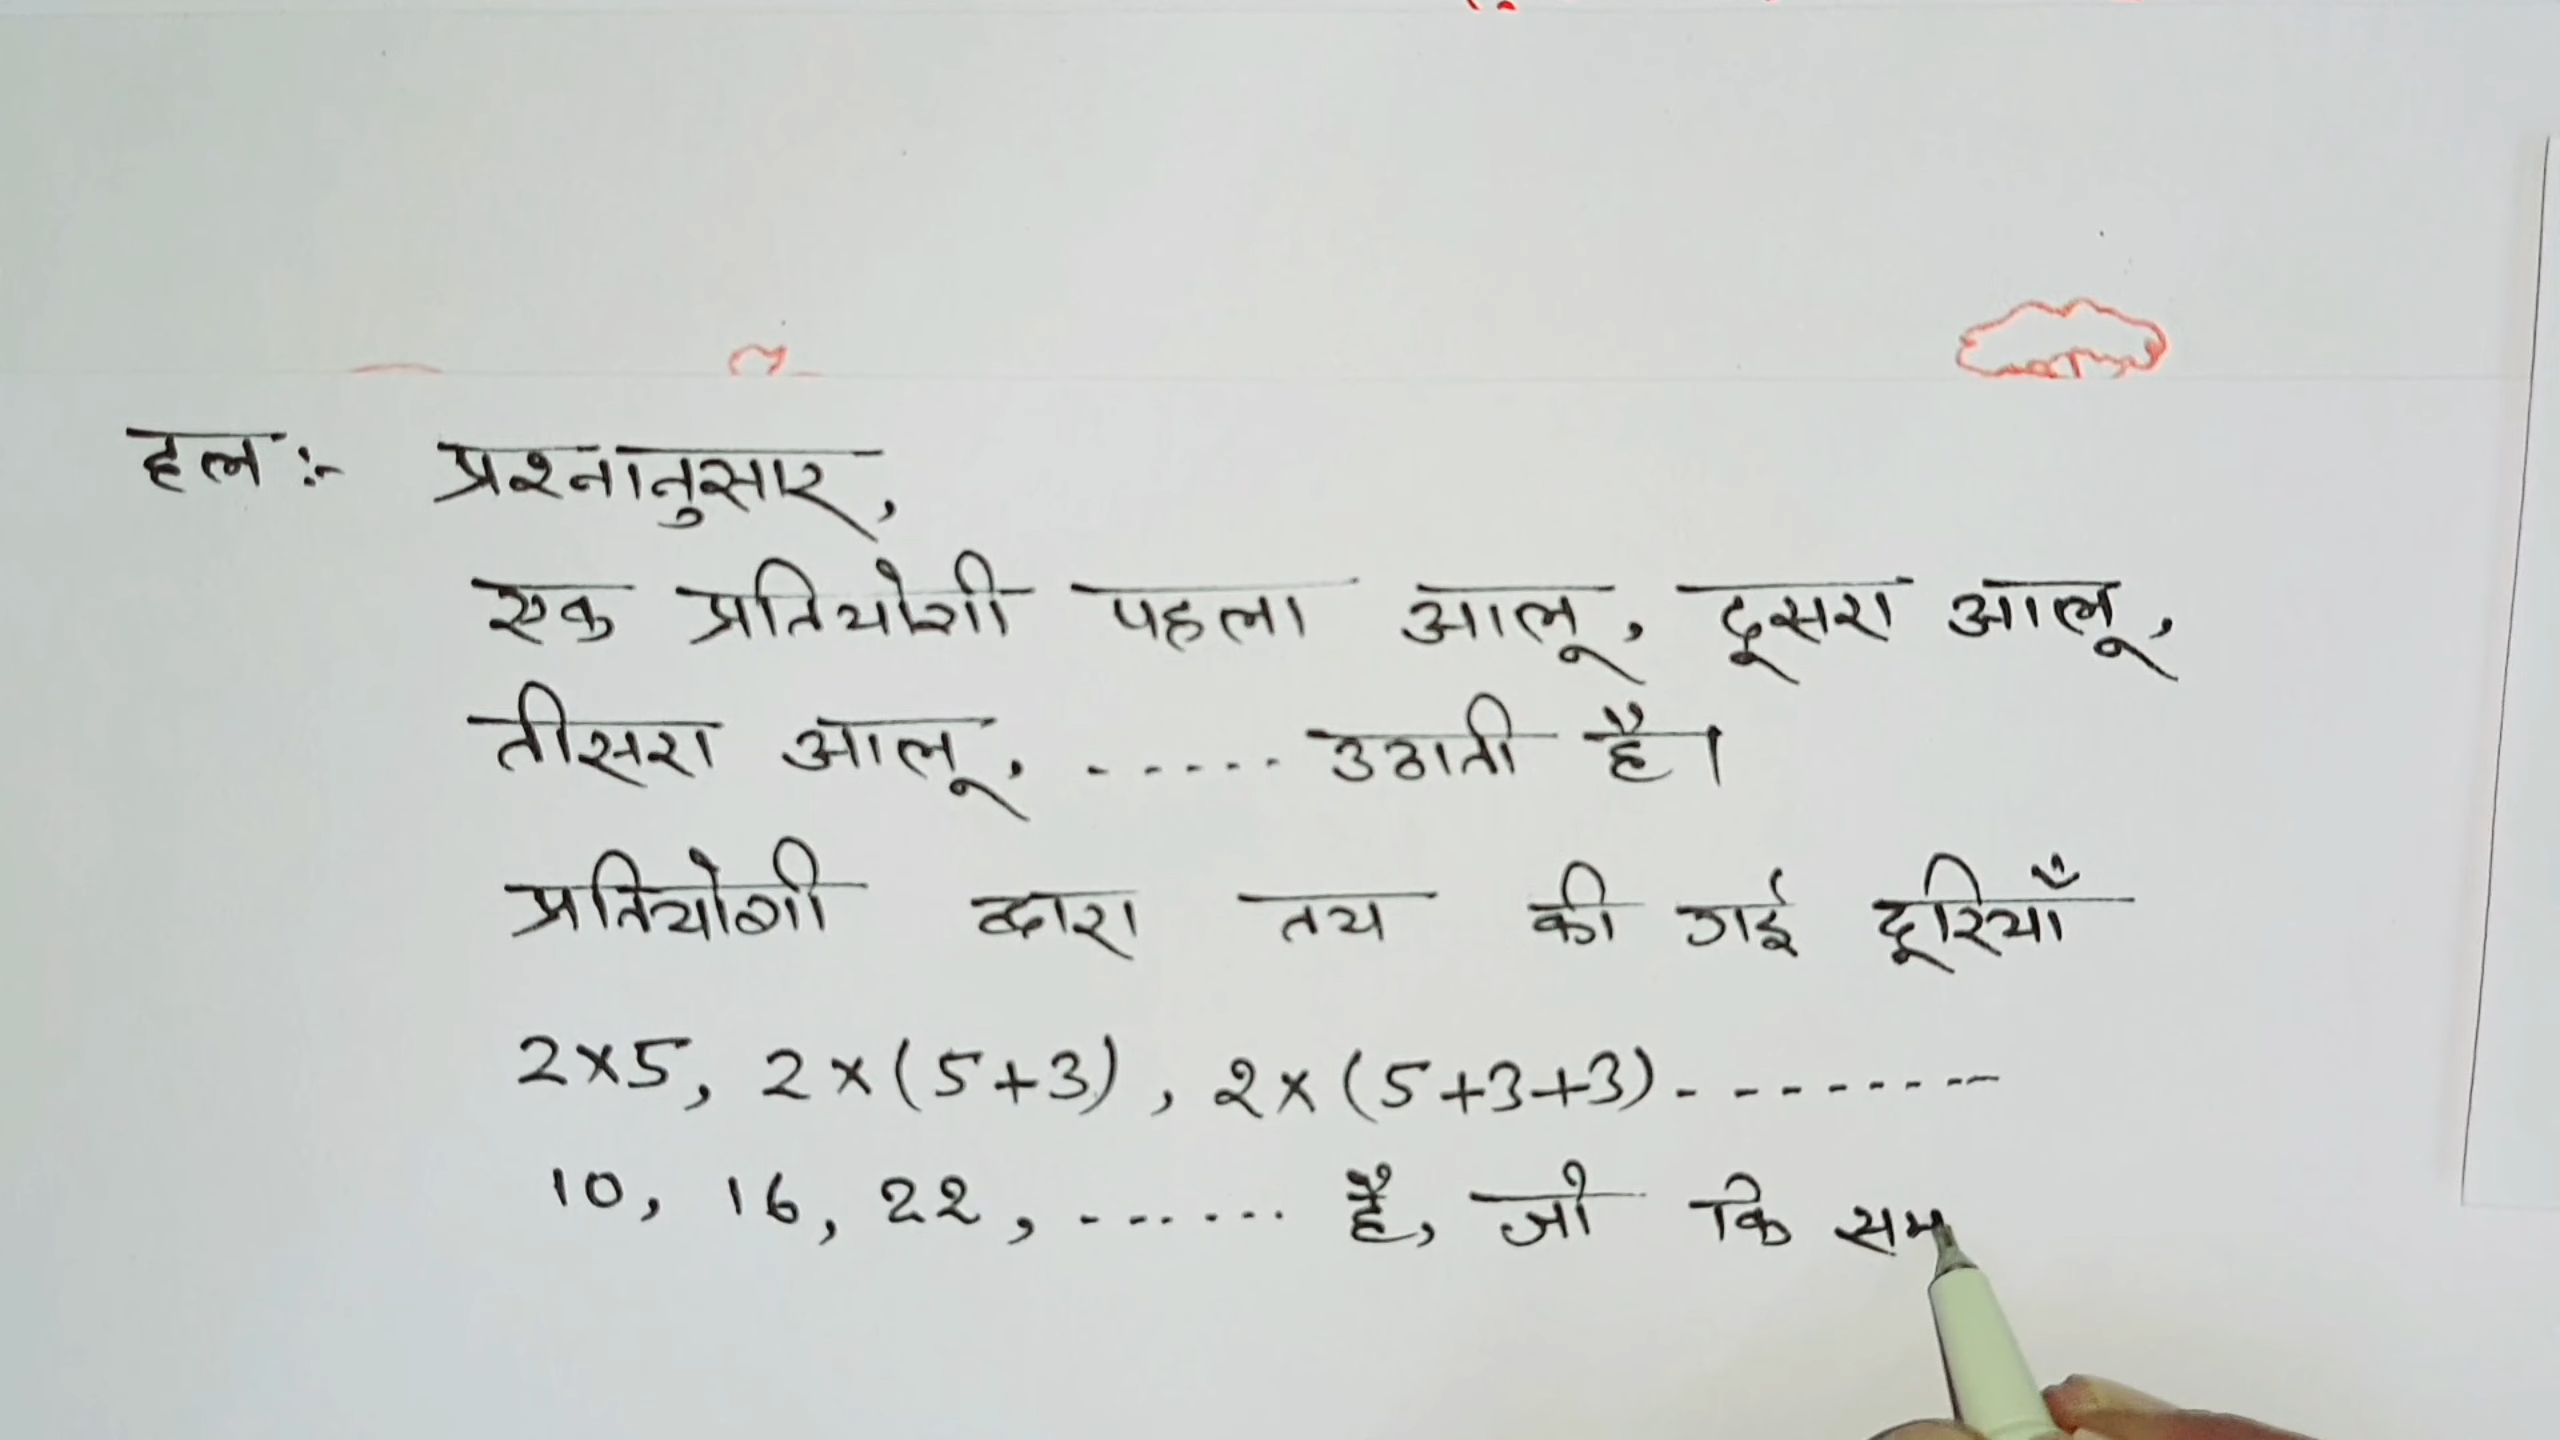 हल :- प्रश्नानुसार,
एक प्रतियोगी पहला आलू, दूसरा आलू,
तीसरा आलू, ..... उठाती है।
प्रतियोगी द्वारा तय की गई दूरियाँ
2×5, 2×(5+3), 2×(5+3+3)--------
10, 16, 22, ...... हैं, जो कि सम